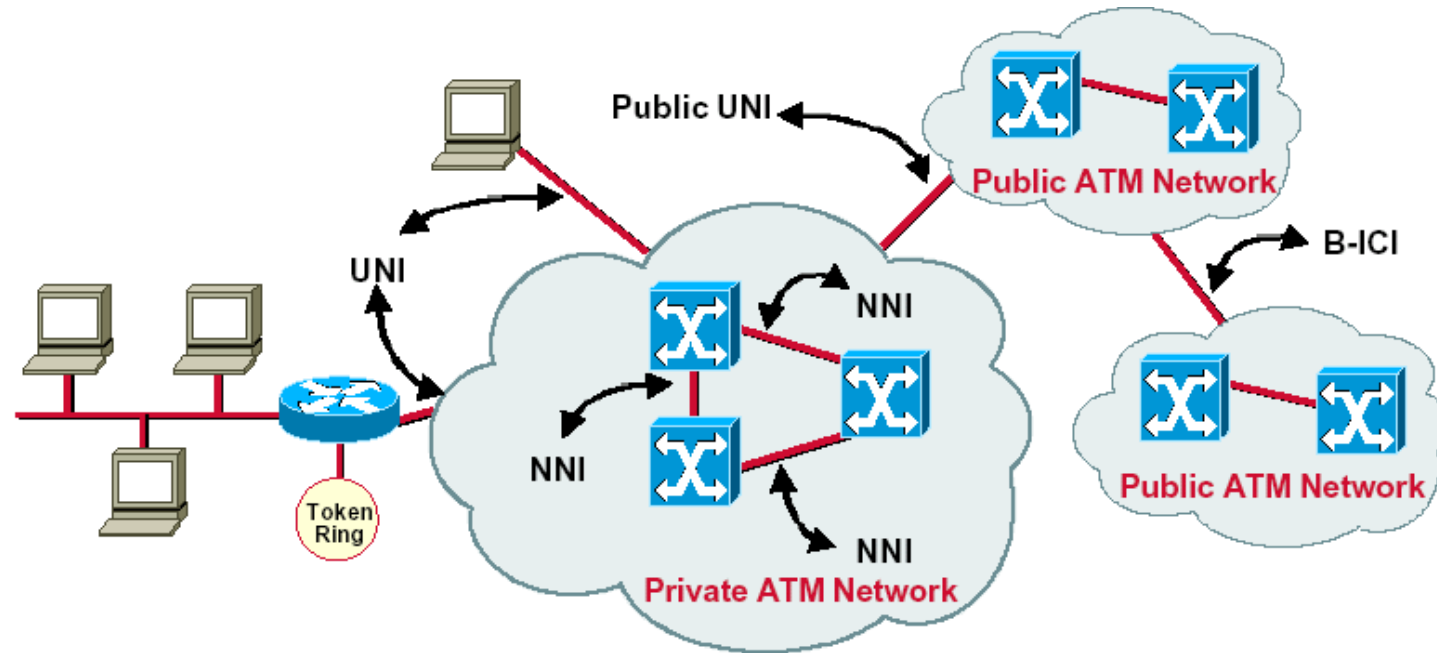 Public UNI
Public ATM Network
UNI
B-ICI
NNI
NNI
Public ATM Network
Token
Ring
NNI
Private ATM Network